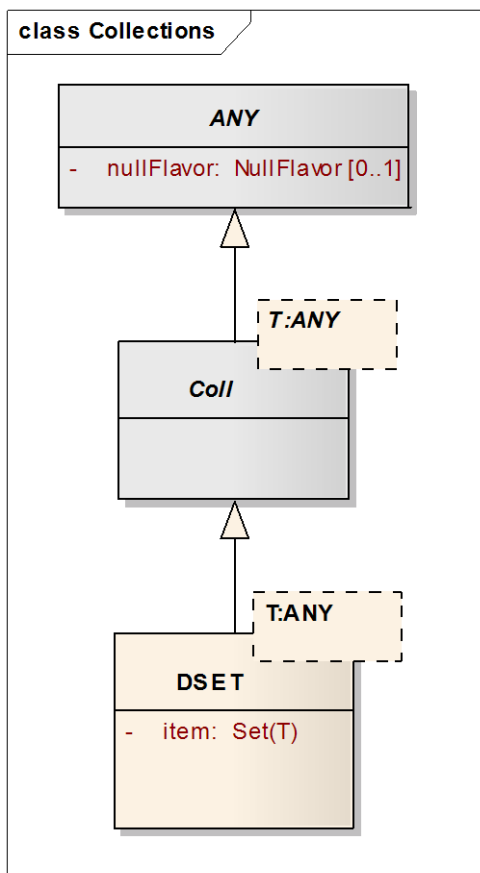 class Collections
ANY
- nullFlavor: NullFlavor [0..1]
T:ANY
Coll
T:ANY
DSET
- item: Set(T)